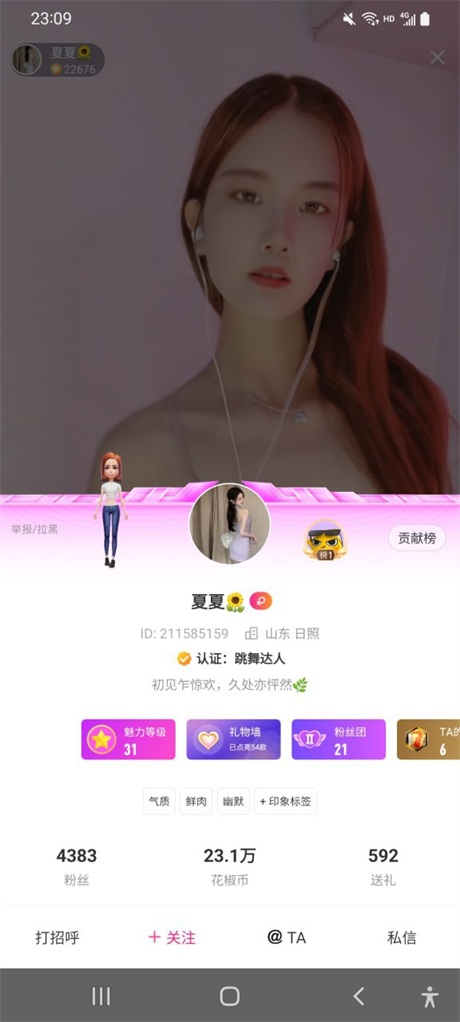 23:09
HD 4G
夏夏🌻
22676
举报/拉黑
榜1
贡献榜
夏夏🌻
ID: 211585159 山东 日照
认证：跳舞达人
初见乍惊欢，久处亦怦然🌿
魅力等级
31
礼物墙
已点亮54款
粉丝团
21
TA的
6
气质 鲜肉 幽默 + 印象标签
4383 23.1万 592
粉丝 花椒币 送礼
打招呼 + 关注 @ TA 私信